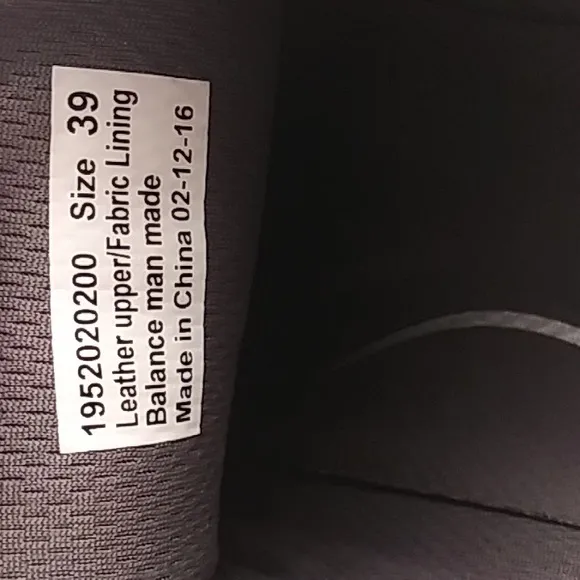 1952020200 Size 39
Leather upper/Fabric Lining
Balance man made
Made in China 02-12-16